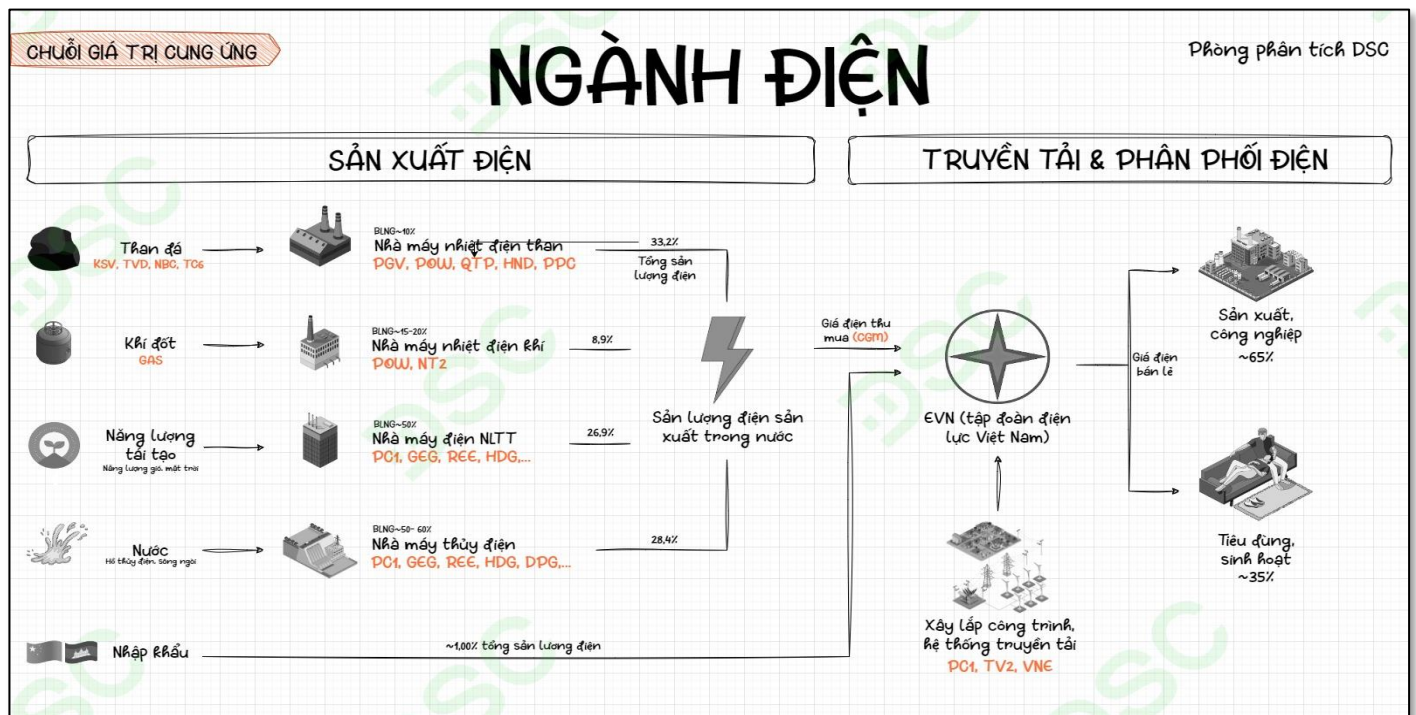 CHUỖI GIÁ TRỊ CUNG ỨNG
NGÀNH ĐIỆN
Phòng phân tích DSC
SẢN XUẤT ĐIỆN
TRUYỀN TẢI & PHÂN PHỐI ĐIỆN
Than đá
KSV, TVD, NBC, TC6
BLNG~10%
Nhà máy nhiệt điện than
PGV, POW, QTP, HND, PPC
33,2%
Tổng sản
lượng điện
Khí đốt
GAS
BLNG~15-20%
Nhà máy nhiệt điện khí
POW, NT2
8,9%
Năng lượng
tái tạo
Năng lượng gió, mặt trời
BLNG~50%
Nhà máy điện NLTT
PC1, GEG, REE, HDG,...
26,9%
Nước
Hồ thủy điện, sông ngòi
BLNG~50- 60%
Nhà máy thủy điện
PC1, GEG, REE, HDG, DPG,...
28,4%
Nhập khẩu
~1,00% tổng sản lượng điện
Sản lượng điện sản
xuất trong nước
Giá điện thu
mua (CGM)
EVN (tập đoàn điện
lực Việt Nam)
Xây lắp công trình,
hệ thống truyền tải
PC1, TV2, VNE
Giá điện
bán lẻ
Sản xuất,
công nghiệp
~65%
Tiêu dùng,
sinh hoạt
~35%
DSC
DSC
DSC
DSC
DSC
DSC